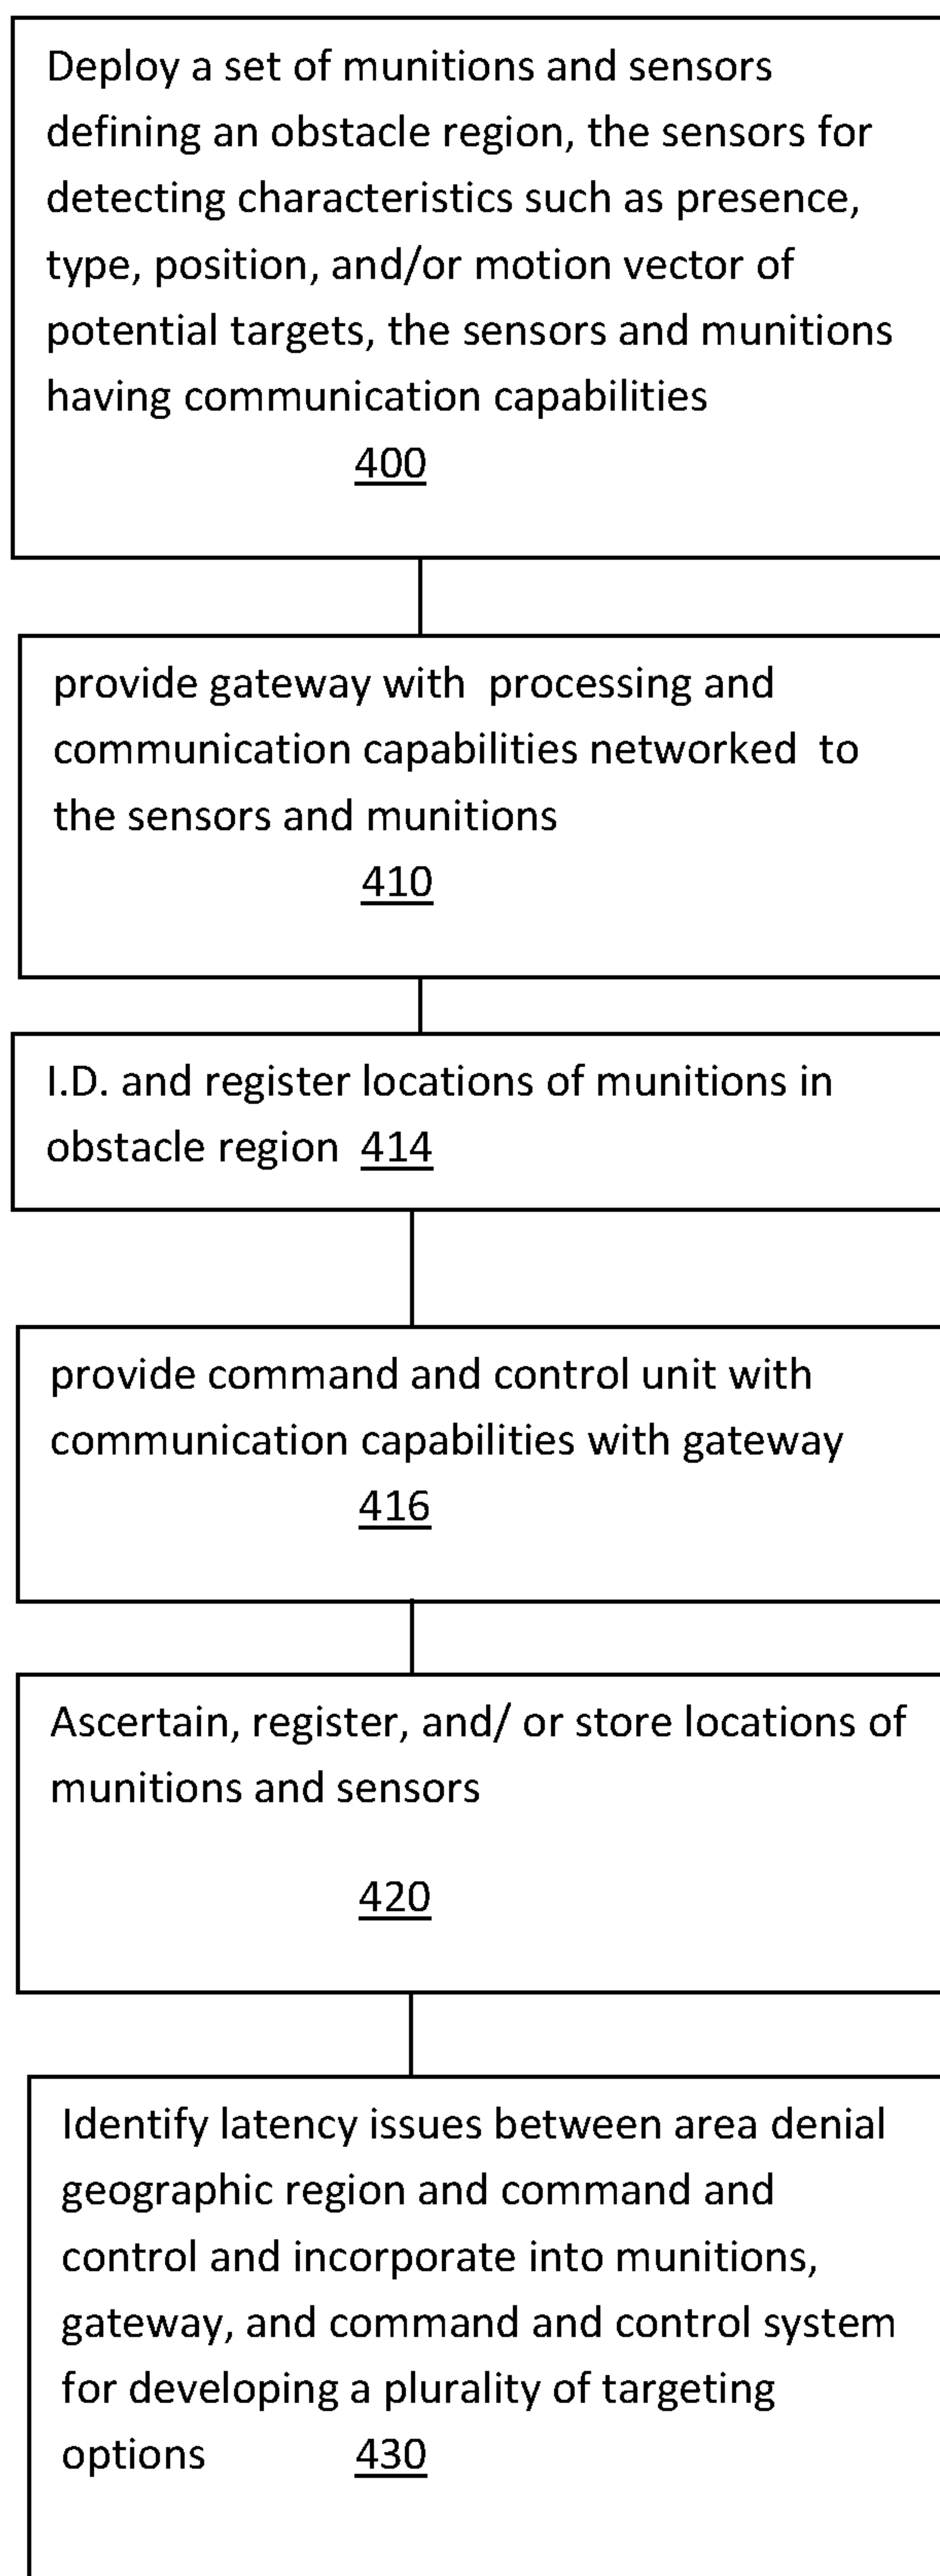 Deploy a set of munitions and sensors
defining an obstacle region, the sensors for
detecting characteristics such as presence,
type, position, and/or motion vector of
potential targets, the sensors and munitions
having communication capabilities
400
provide gateway with processing and
communication capabilities networked to
the sensors and munitions
410
I.D. and register locations of munitions in
obstacle region 414
provide command and control unit with
communication capabilities with gateway
416
Ascertain, register, and/ or store locations of
munitions and sensors
420
Identify latency issues between area denial
geographic region and command and
control and incorporate into munitions,
gateway, and command and control system
for developing a plurality of targeting
options 430